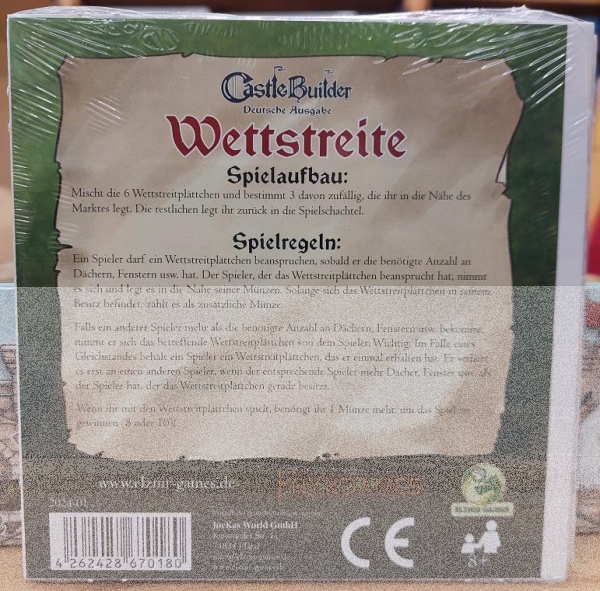 Castle Builder
Deutsche Ausgabe
Wettstreite
Spielaufbau:
Mischt die 6 Wettstreitplättchen und bestimmt 3 davon zufällig, die ihr in die Nähe des
Marktes legt. Die restlichen legt ihr zurück in die Spielschachtel.
Spielregeln:
Ein Spieler darf ein Wettstreitplättchen beanspruchen, sobald er die benötigte Anzahl an
Dächern, Fenstern usw. hat. Der Spieler, der das Wettstreitplättchen beansprucht hat, nimmt
es sich und legt es in die Nähe seiner Münzen. Solange sich das Wettstreitplättchen in seinem
Besitz befindet, zählt es als zusätzliche Münze.
Falls ein anderer Spieler mehr als die benötigte Anzahl an Dächern, Fenstern usw. bekommt,
nimmt er sich das betreffende Wettstreitplättchen von dem Spieler. Wichtig: Im Falle eines
Gleichstandes behält ein Spieler ein Wettstreitplättchen, das er einmal erhalten hat. Er verliert
es erst an einen anderen Spieler, wenn der entsprechende Spieler mehr Dächer, Fenster usw. als
der Spieler hat, der das Wettstreitplättchen gerade besitzt.
Wenn ihr mit den Wettstreitplättchen spielt, benötigt ihr 1 Münze mehr, um das Spiel zu
gewinnen (8 oder 10).
www.elznir-games.de
2024-01
JoeKas World GmbH
ELZNIR GAMES
CE
8+
4 262428 670180